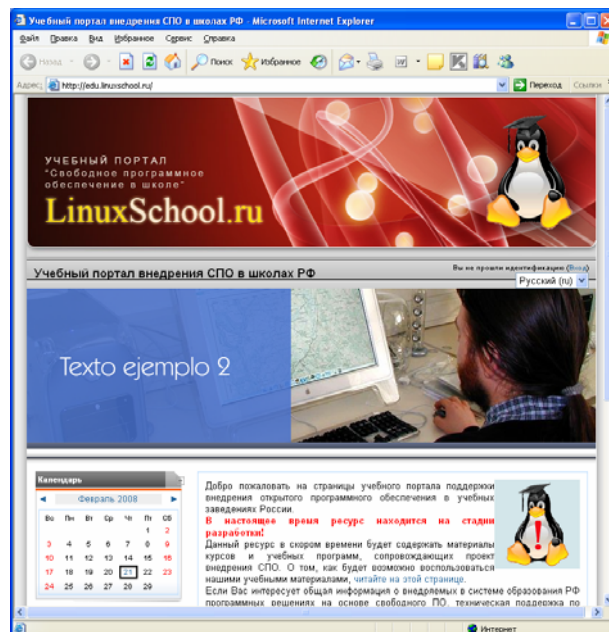 Учебный портал внедрения СПО в школах РФ - Microsoft Internet Explorer
Файл Правка Вид Избранное Сервис Справка
Назад Поиск Избранное
Адрес: http://edu.linuxschool.ru/ Переход Ссылки
УЧЕБНЫЙ ПОРТАЛ
"Свободное программное
обеспечение в школе"
LinuxSchool.ru
Вы не прошли идентификацию (Вход)
Учебный портал внедрения СПО в школах РФ
Русский (ru)
Texto ejemplo 2
Календарь
Февраль 2008
Во Пн Вт Ср Чт Пт Сб
1 2
3 4 5 6 7 8 9
10 11 12 13 14 15 16
17 18 19 20 21 22 23
24 25 26 27 28 29
Добро пожаловать на страницы учебного портала поддержки
внедрения открытого программного обеспечения в учебных
заведениях России.
В настоящее время ресурс находится на стадии
разработки!
Данный ресурс в скором времени будет содержать материалы
курсов и учебных программ, сопровождающих проект
внедрения СПО. О том, как будет возможно воспользоваться
нашими учебными материалами, читайте на этой странице.
Если Вас интересует общая информация о внедряемых в системе образования РФ
программных решениях на основе свободного ПО, техническая поддержка по
Интернет